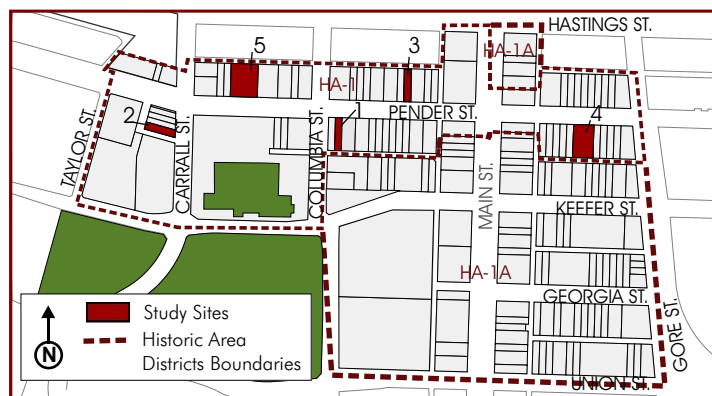 HASTINGS ST.
5
3
HA-1A
HA-1
PENDER ST.
1
4
2
TAYLOR ST.
CARRALL ST.
COLUMBIA ST.
MAIN ST.
KEFFER ST.
HA-1A
GEORGIA ST.
GORE ST.
UNION ST.
N
Study Sites
Historic Area
Districts Boundaries